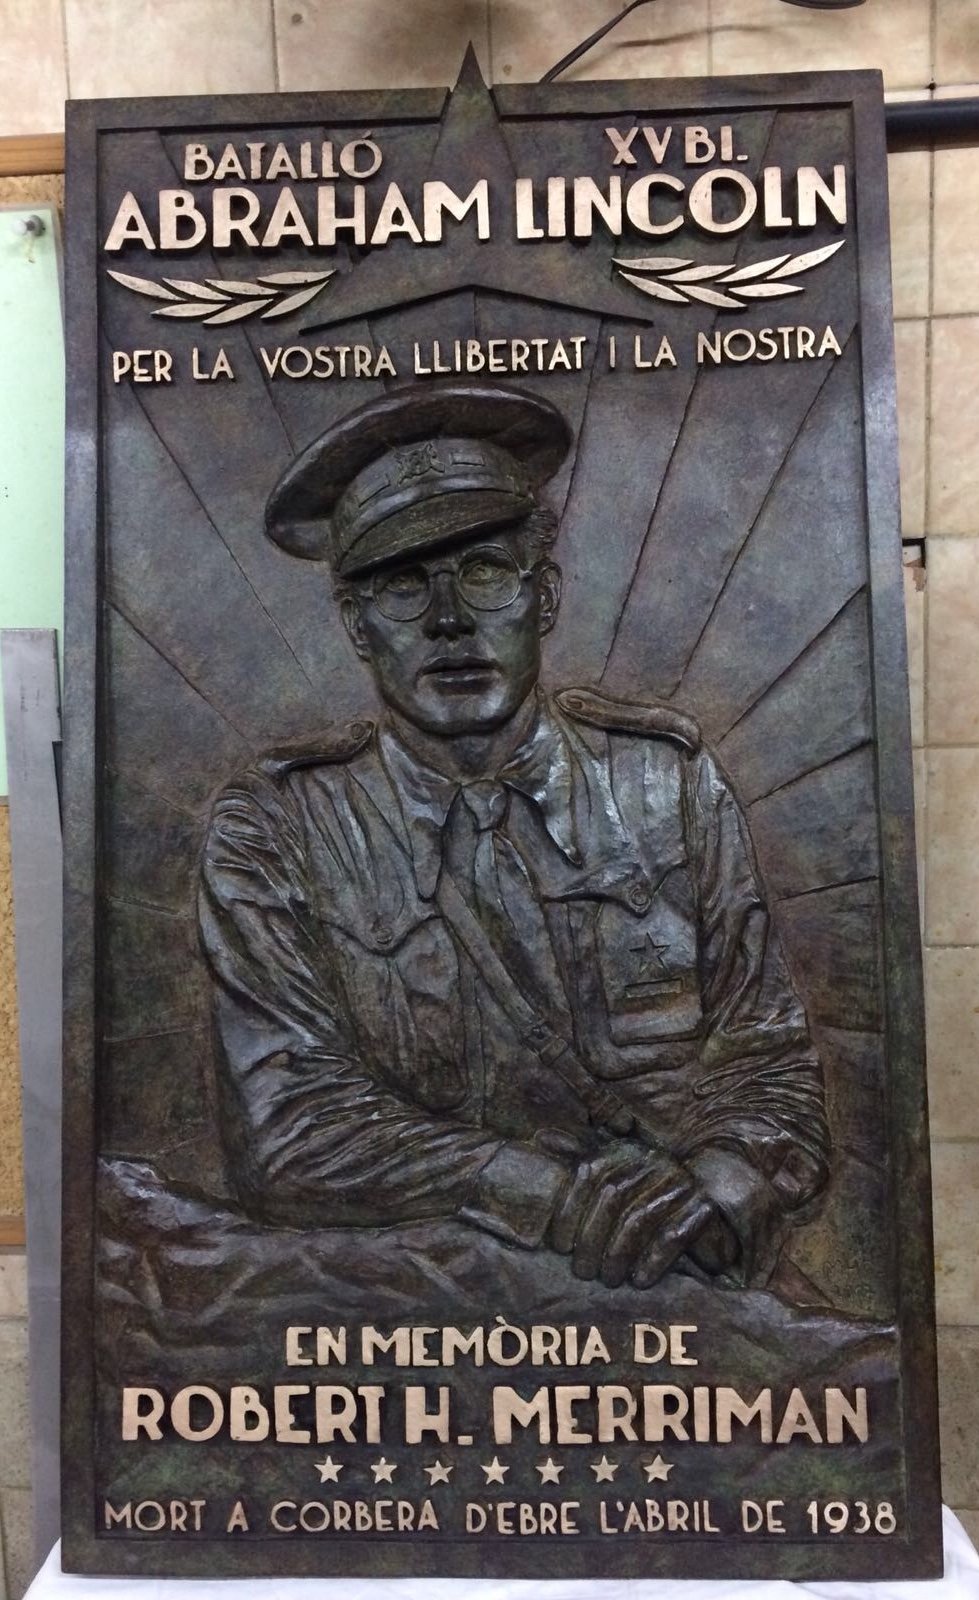 BATALLÓ XV BI.
ABRAHAM LINCOLN
PER LA VOSTRA LLIBERTAT I LA NOSTRA
EN MEMÒRIA DE
ROBERT H. MERRIMAN
MORT A CORBERA D'EBRE L'ABRIL DE 1938